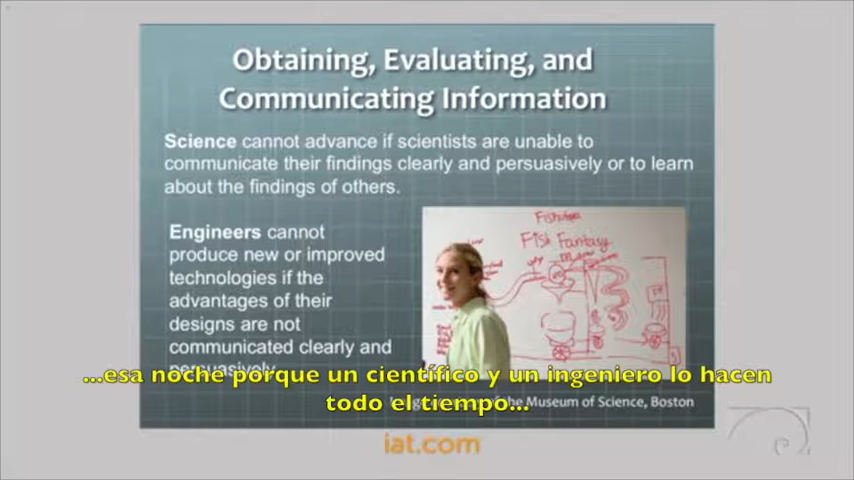 Obtaining, Evaluating, and
Communicating Information
Science cannot advance if scientists are unable to
communicate their findings clearly and persuasively or to learn
about the findings of others.
Engineers cannot
produce new or improved
technologies if the
advantages of their
designs are not
communicated clearly and
persuasively.
Fish Fantasy
...esa noche porque un científico y un ingeniero lo hacen
todo el tiempo...
of the Museum of Science, Boston
iat.com